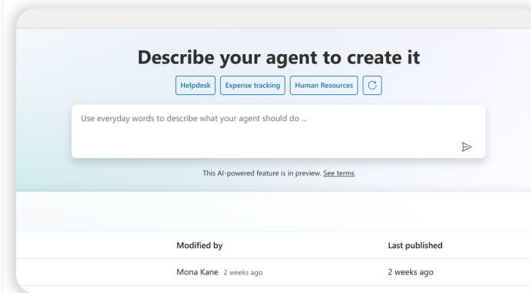 Describe your agent to create it
Helpdesk Expense tracking Human Resources
Use everyday words to describe what your agent should do ...
This AI-powered feature is in preview. See terms
Modified by Last published
Mona Kane 2 weeks ago 2 weeks ago